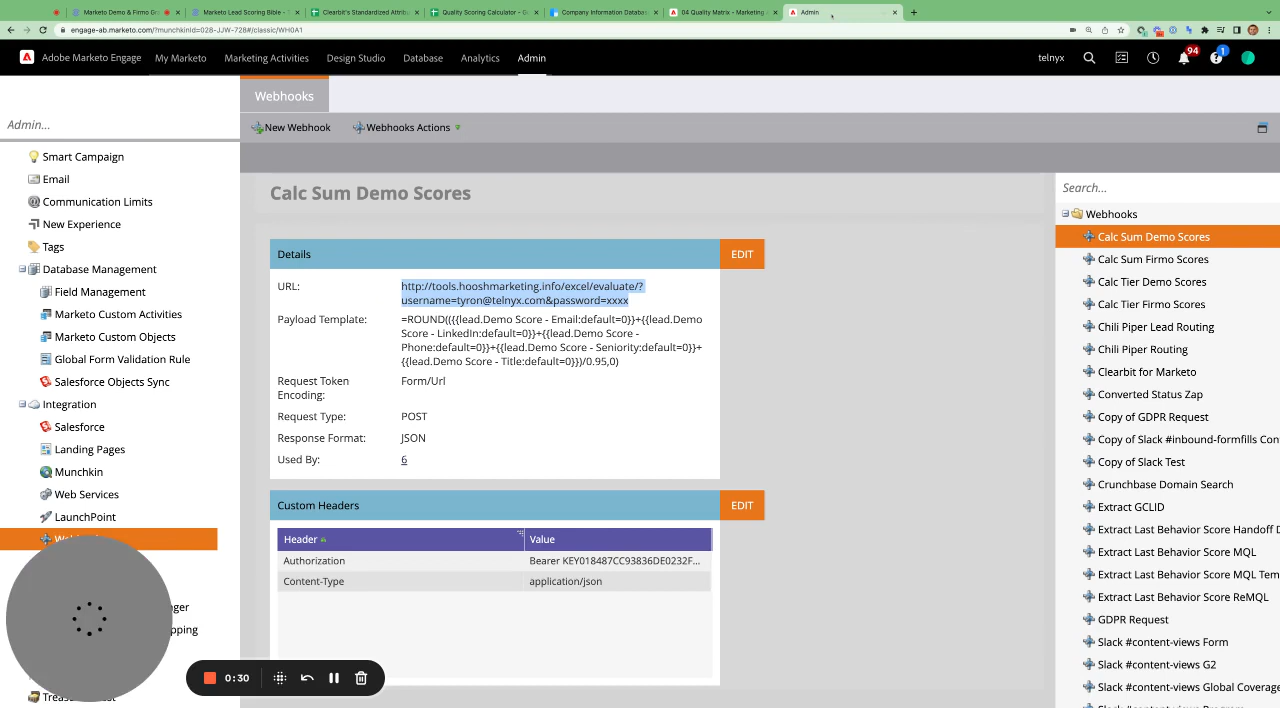 Marketo Demo & Firmo Gro
Marketo Lead Scoring Bible -
Clearbit's Standardized Attribu
Quality Scoring Calculator - Go
Company Information Databas
04 Quality Matrix - Marketing A
Admin
engage-ab.marketo.com/?munchkinId=028-JJW-728#/classic/WH0A1
Adobe Marketo Engage
My Marketo
Marketing Activities
Design Studio
Database
Analytics
Admin
telnyx
94
1
Webhooks
Admin...
New Webhook
Webhooks Actions
Smart Campaign
Email
Communication Limits
New Experience
Tags
Database Management
Field Management
Marketo Custom Activities
Marketo Custom Objects
Global Form Validation Rule
Salesforce Objects Sync
Integration
Salesforce
Landing Pages
Munchkin
Web Services
LaunchPoint
Calc Sum Demo Scores
Details
EDIT
URL:
http://tools.hooshmarketing.info/excel/evaluate/?
username=tyron@telnyx.com&password=xxxx
Payload Template:
=ROUND(({{lead.Demo Score - Email:default=0}}+{{lead.Demo
Score - LinkedIn:default=0}}+{{lead.Demo Score -
Phone:default=0}}+{{lead.Demo Score - Seniority:default=0}}+
{{lead.Demo Score - Title:default=0}})/0.95,0)
Request Token
Encoding:
Form/Url
Request Type:
POST
Response Format:
JSON
Used By:
6
Custom Headers
EDIT
Header
Value
Authorization
Bearer KEY018487CC93836DE0232F...
Content-Type
application/json
0:30
Search...
Webhooks
Calc Sum Demo Scores
Calc Sum Firmo Scores
Calc Tier Demo Scores
Calc Tier Firmo Scores
Chili Piper Lead Routing
Chili Piper Routing
Clearbit for Marketo
Converted Status Zap
Copy of GDPR Request
Copy of Slack #inbound-formfills Con
Copy of Slack Test
Crunchbase Domain Search
Extract GCLID
Extract Last Behavior Score Handoff D
Extract Last Behavior Score MQL
Extract Last Behavior Score MQL Tem
Extract Last Behavior Score ReMQL
GDPR Request
Slack #content-views Form
Slack #content-views G2
Slack #content-views Global Coverage